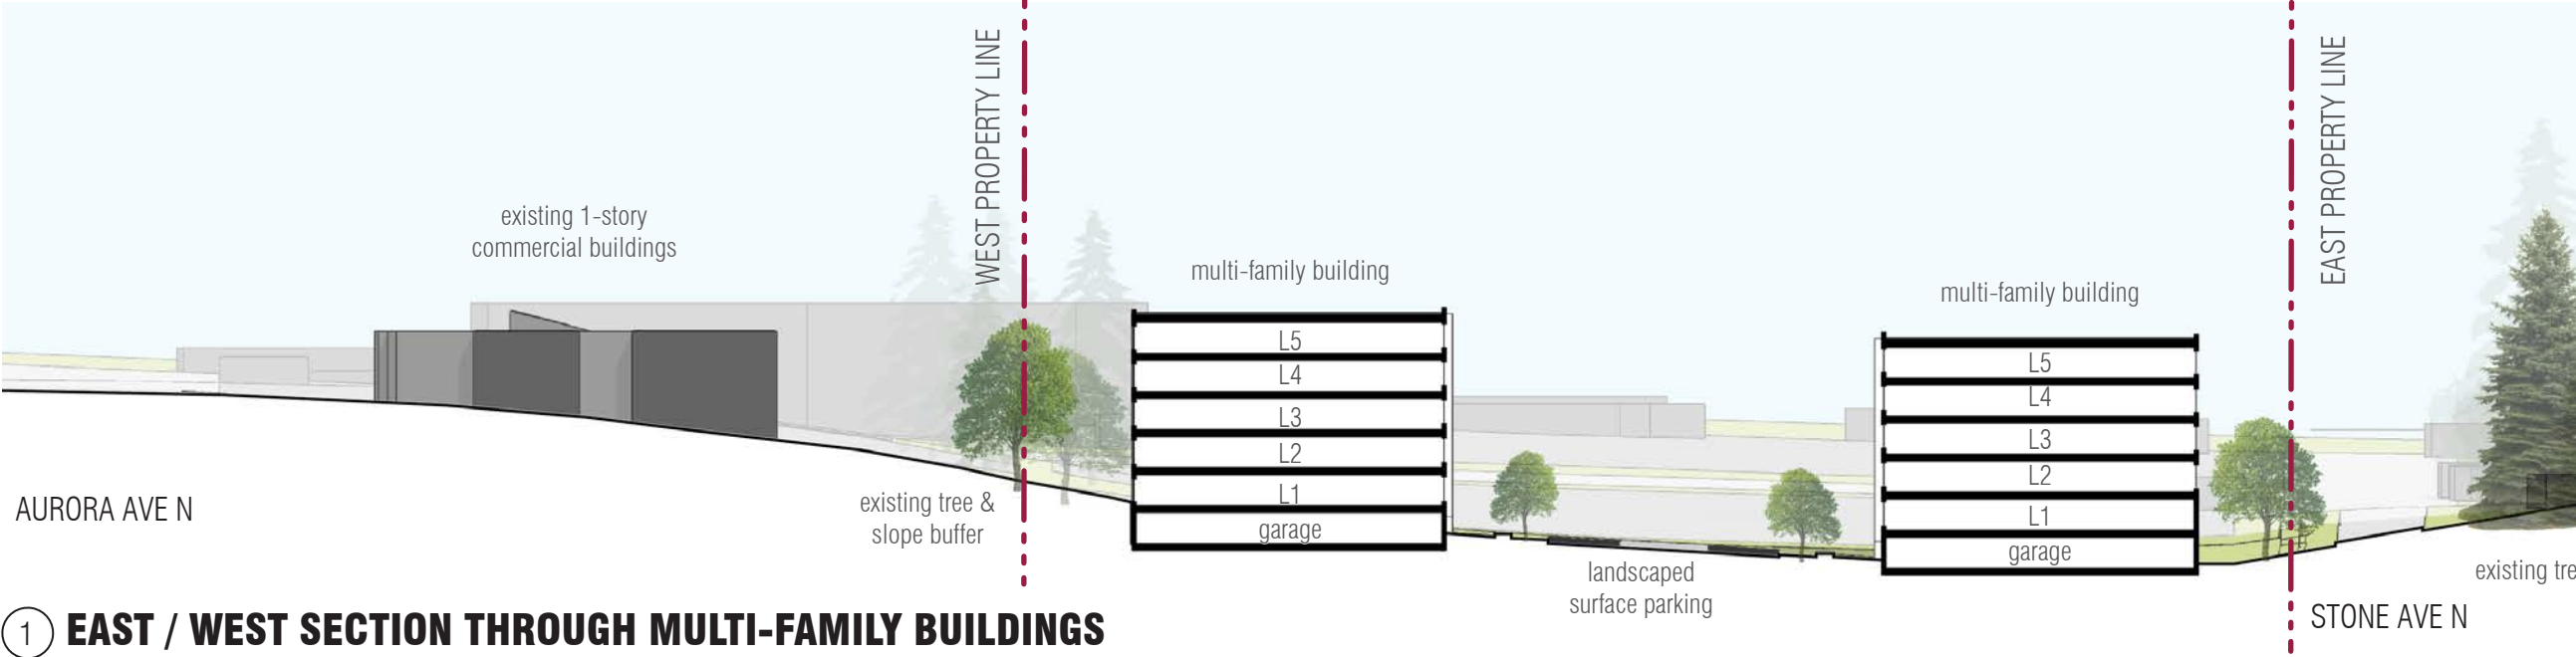 WEST PROPERTY LINE
EAST PROPERTY LINE
existing 1-story
commercial buildings
multi-family building
multi-family building
L5
L4
L3
L2
L1
garage
L5
L4
L3
L2
L1
garage
AURORA AVE N
existing tree &
slope buffer
landscaped
surface parking
existing tre
STONE AVE N
1 EAST / WEST SECTION THROUGH MULTI-FAMILY BUILDINGS